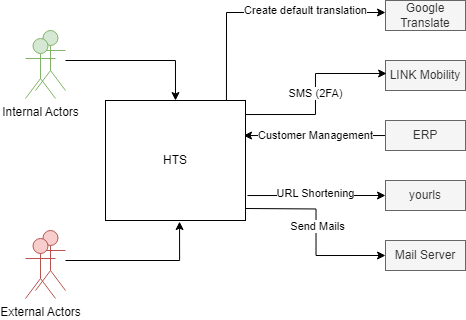 Create default translation
Google
Translate
Internal Actors
SMS (2FA)
LINK Mobility
HTS
Customer Management
ERP
URL Shortening
yourls
Send Mails
Mail Server
External Actors